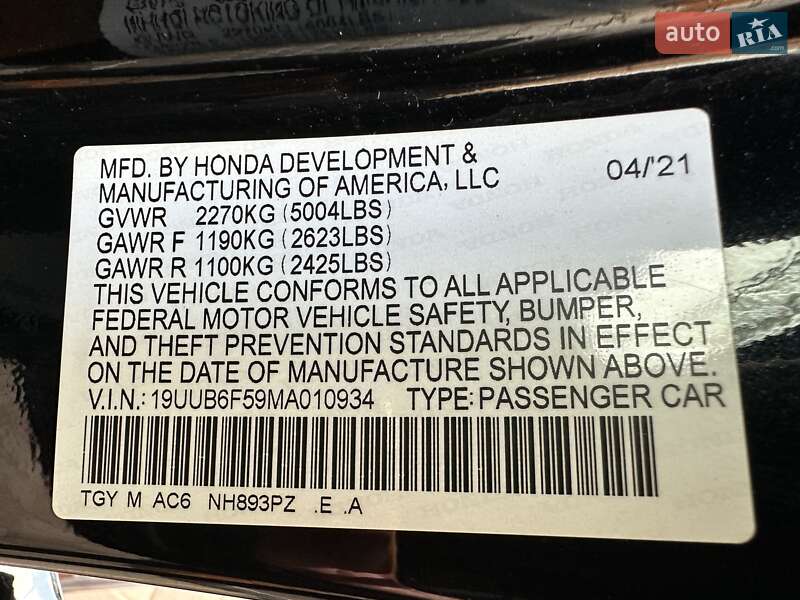 auto RIA.com
MFD. BY HONDA DEVELOPMENT & 04/'21
MANUFACTURING OF AMERICA, LLC
GVWR 2270KG (5004LBS)
GAWR F 1190KG (2623LBS)
GAWR R 1100KG (2425LBS)
THIS VEHICLE CONFORMS TO ALL APPLICABLE
FEDERAL MOTOR VEHICLE SAFETY, BUMPER,
AND THEFT PREVENTION STANDARDS IN EFFECT
ON THE DATE OF MANUFACTURE SHOWN ABOVE.
V.I.N.: 19UUB6F59MA010934 TYPE: PASSENGER CAR
TGY M AC6 NH893PZ .E .A